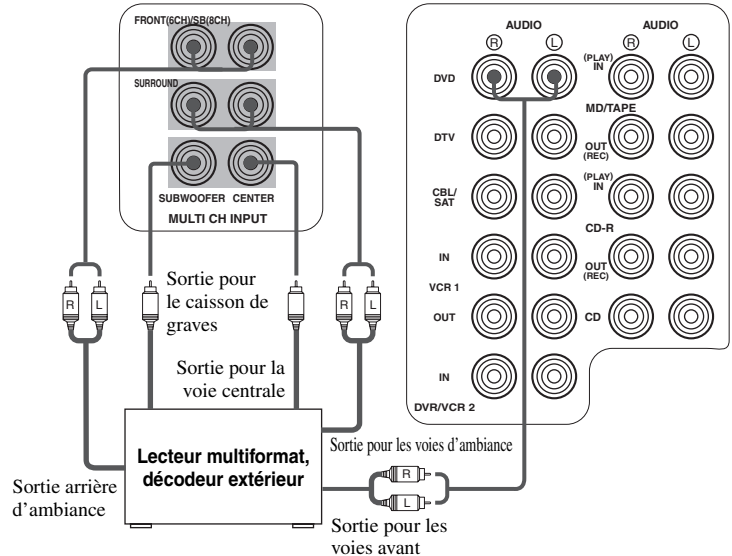 FRONT(6CH)/SB(8CH)
SURROUND
SUBWOOFER CENTER
MULTI CH INPUT
R L
Sortie pour
le caisson de
graves
R L
Sortie pour la
voie centrale
Lecteur multiformat,
décodeur extérieur
Sortie arrière
d’ambiance
Sortie pour les voies d’ambiance
R
L
Sortie pour les
voies avant
AUDIO AUDIO
R L R L
DVD
(PLAY)
IN
MD/TAPE
DTV
OUT
(REC)
CBL/
SAT
(PLAY)
IN
CD-R
IN
OUT
(REC)
VCR 1
OUT
CD
IN
DVR/VCR 2